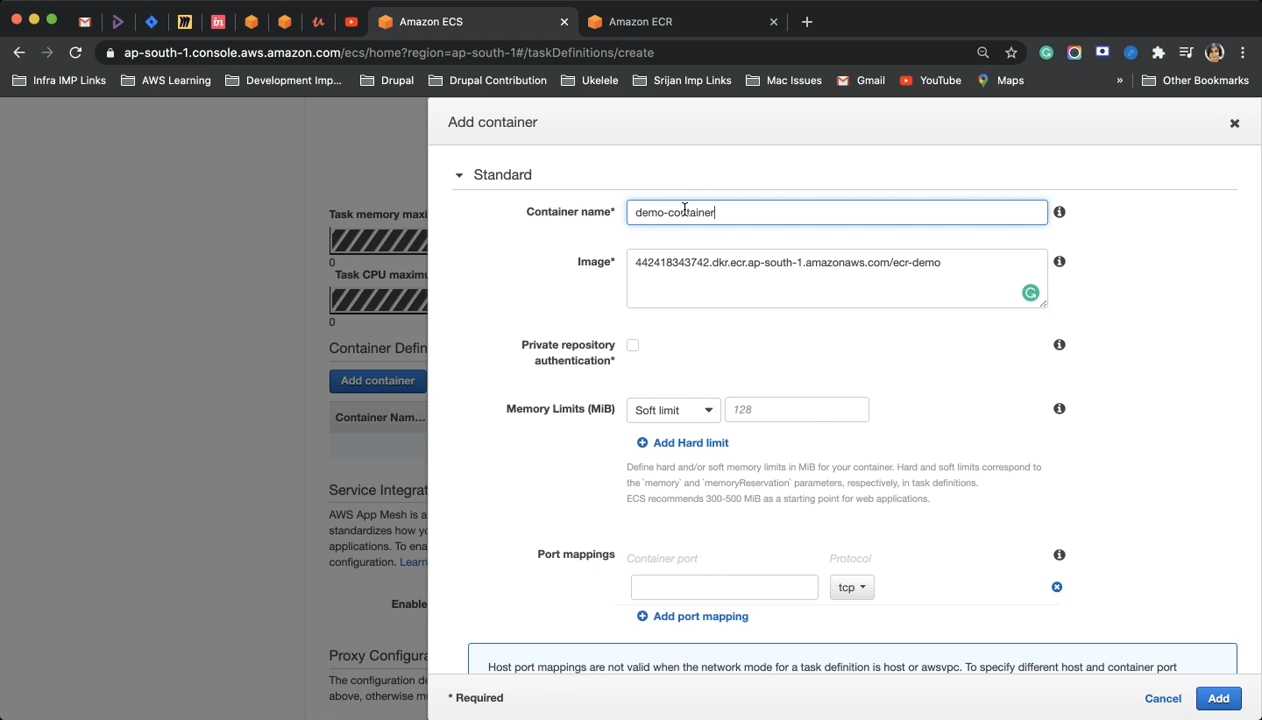 Amazon ECS
Amazon ECR
ap-south-1.console.aws.amazon.com/ecs/home?region=ap-south-1#/taskDefinitions/create
Infra IMP Links
AWS Learning
Development Imp...
Drupal
Drupal Contribution
Ukelele
Srijan Imp Links
Mac Issues
Gmail
YouTube
Maps
»
Other Bookmarks
Add container
Standard
Task memory maxi
0
Task CPU maximu
0
Container Defin
Add container
Container Nam...
Service Integrat
AWS App Mesh is a
standardizes how yo
applications. To ena
configuration. Learn
Enable
Proxy Configura
The configuration de
above, otherwise mu
Container name*
demo-container
Image*
442418343742.dkr.ecr.ap-south-1.amazonaws.com/ecr-demo
Private repository
authentication*
Memory Limits (MiB)
Soft limit
128
Add Hard limit
Define hard and/or soft memory limits in MiB for your container. Hard and soft limits correspond to
the `memory` and `memoryReservation` parameters, respectively, in task definitions.
ECS recommends 300-500 MiB as a starting point for web applications.
Port mappings
Container port
Protocol
tcp
Add port mapping
Host port mappings are not valid when the network mode for a task definition is host or awsvpc. To specify different host and container port
* Required
Cancel
Add